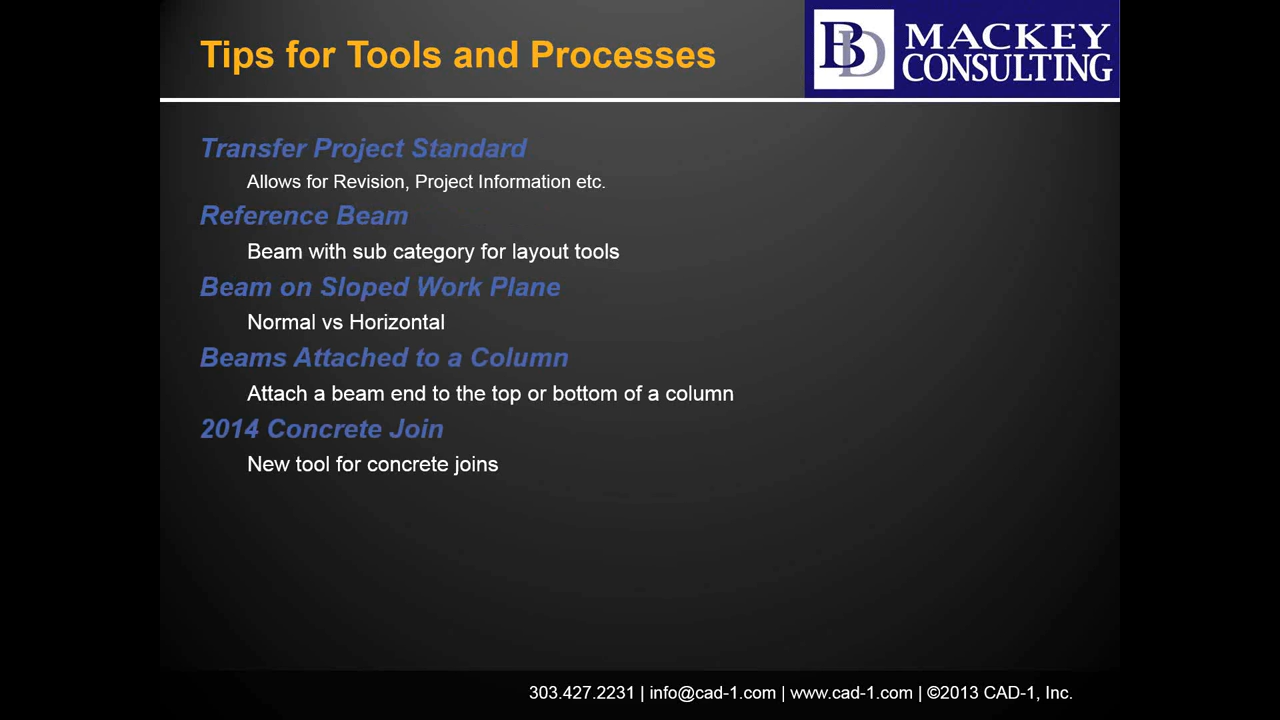 Tips for Tools and Processes
BD
MACKEY
CONSULTING
Transfer Project Standard
Allows for Revision, Project Information etc.
Reference Beam
Beam with sub category for layout tools
Beam on Sloped Work Plane
Normal vs Horizontal
Beams Attached to a Column
Attach a beam end to the top or bottom of a column
2014 Concrete Join
New tool for concrete joins
303.427.2231 | info@cad-1.com | www.cad-1.com | ©2013 CAD-1, Inc.